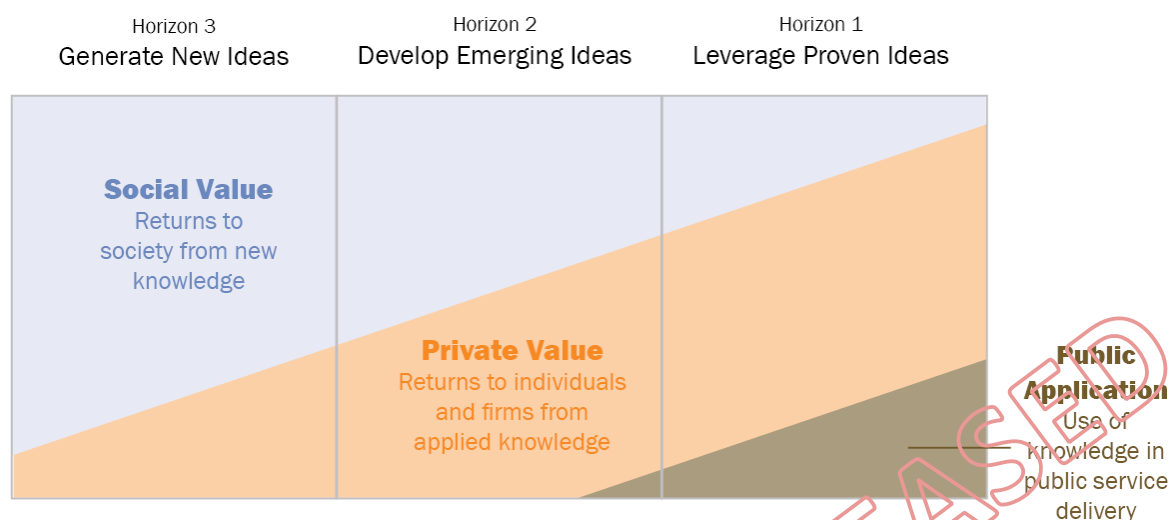 Horizon 3
Generate New Ideas
Horizon 2
Develop Emerging Ideas
Horizon 1
Leverage Proven Ideas
Social Value
Returns to
society from new
knowledge
Private Value
Returns to individuals
and firms from
applied knowledge
Public
Application
Use of
knowledge in
public service
delivery
EASED